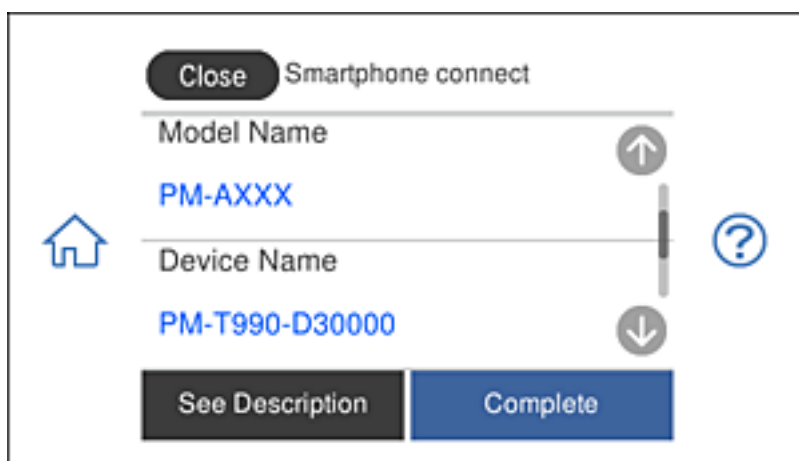 Close Smartphone connect
Model Name
PM-AXXX
Device Name
PM-T990-D30000
See Description Complete